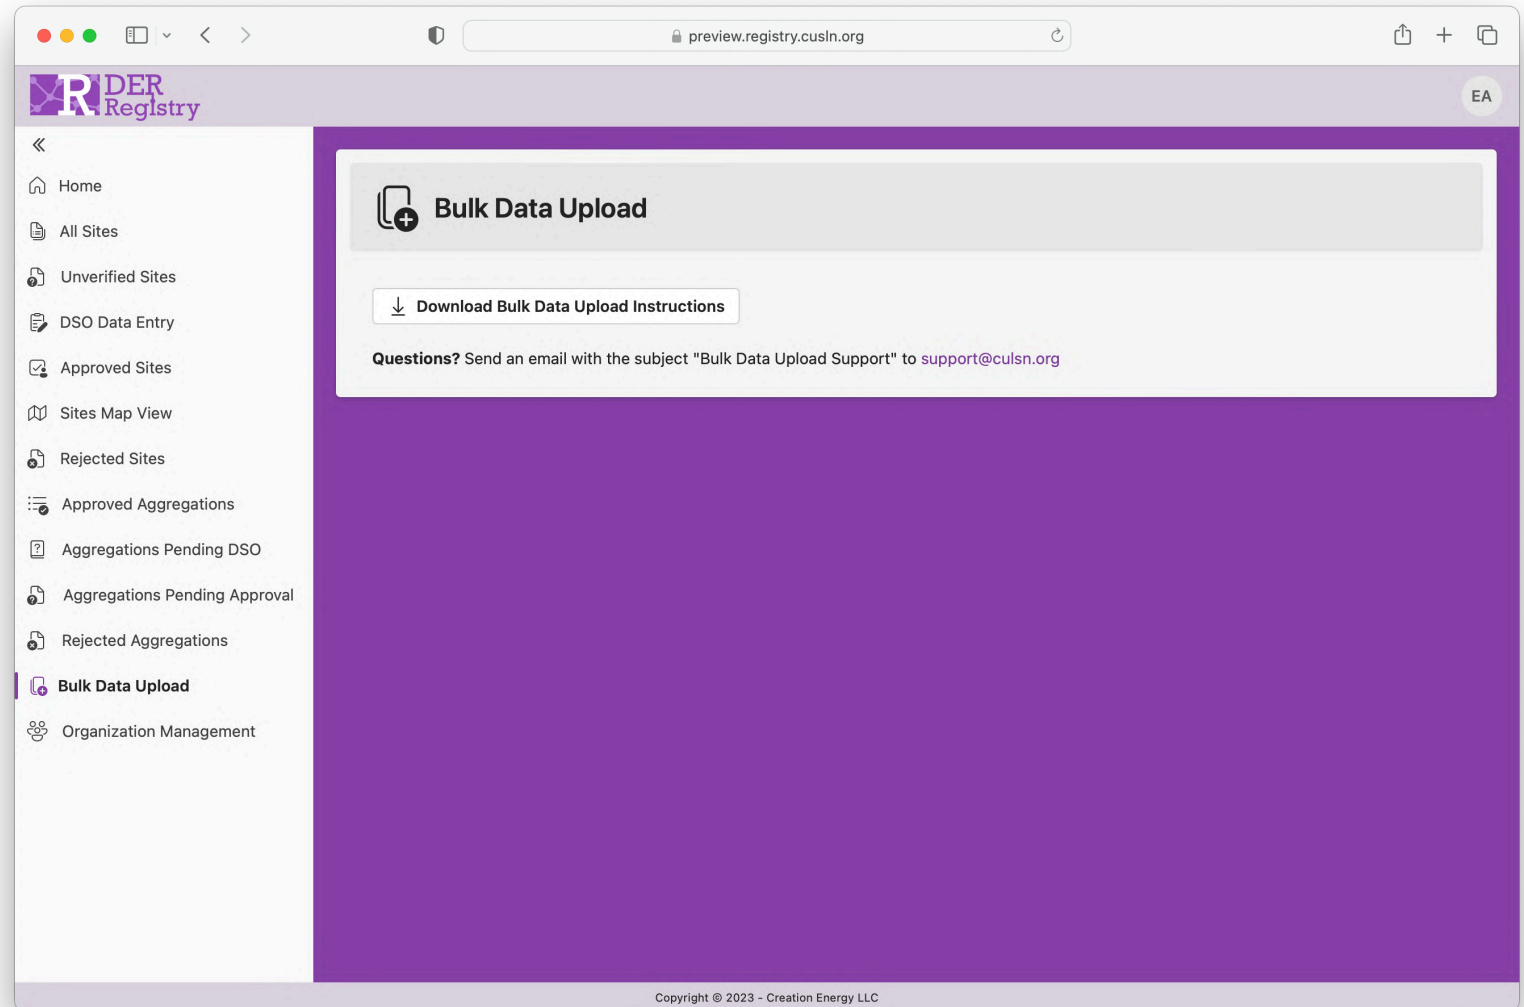 preview.registry.cusln.org
R DER
Registry
EA
Home
All Sites
Unverified Sites
DSO Data Entry
Approved Sites
Sites Map View
Rejected Sites
Approved Aggregations
Aggregations Pending DSO
Aggregations Pending Approval
Rejected Aggregations
Bulk Data Upload
Organization Management
Bulk Data Upload
Download Bulk Data Upload Instructions
Questions? Send an email with the subject "Bulk Data Upload Support" to support@culsn.org
Copyright © 2023 - Creation Energy LLC